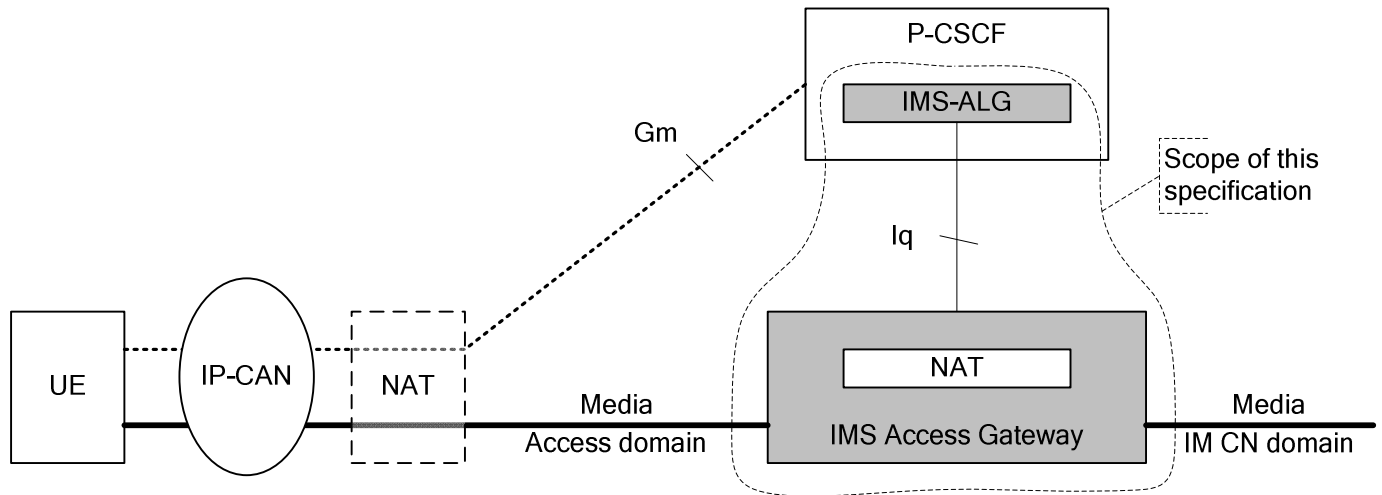 P-CSCF
IMS-ALG
Gm
Scope of this
specification
Iq
UE
IP-CAN
NAT
NAT
Media
Access domain
IMS Access Gateway
Media
IM CN domain